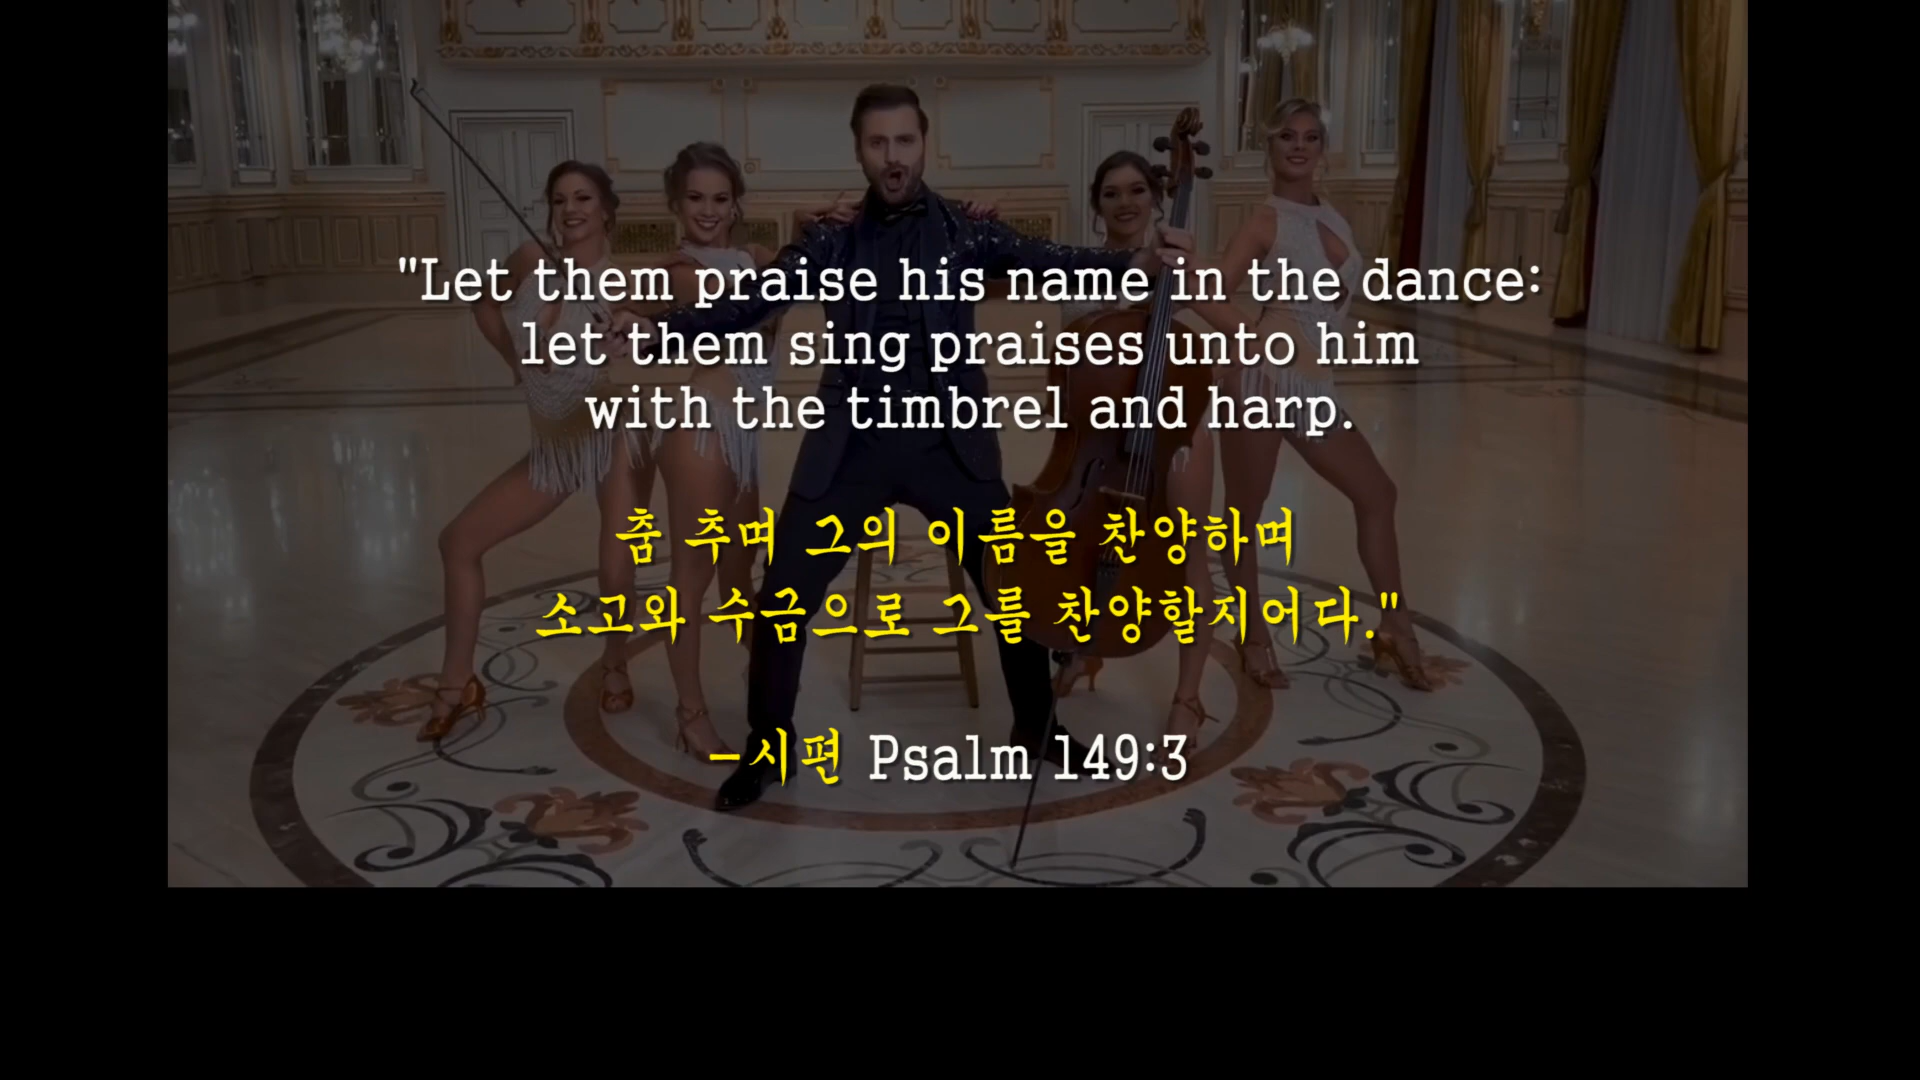 "Let them praise his name in the dance:
let them sing praises unto him
with the timbrel and harp.
춤 추며 그의 이름을 찬양하며
소고와 수금으로 그를 찬양할지어다."
-시편 Psalm 149:3